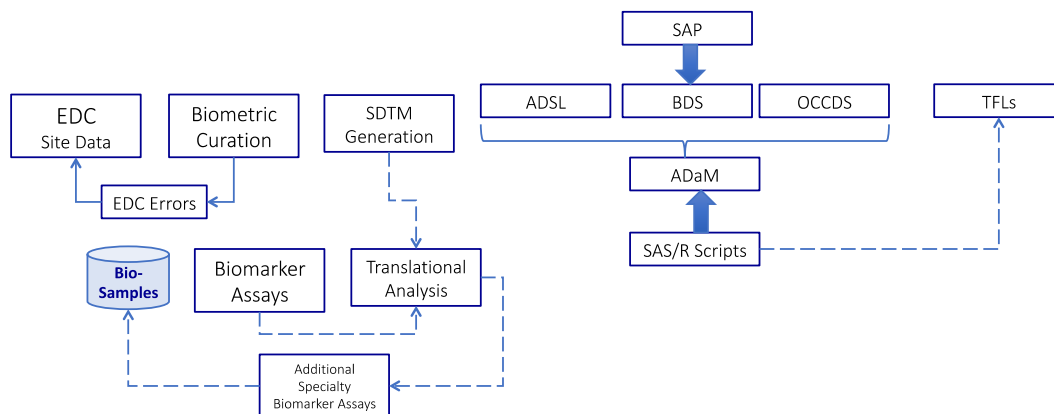 SAP
ADSL
BDS
OCCDS
TFLs
EDC
Site Data
Biometric
Curation
SDTM
Generation
ADaM
EDC Errors
SAS/R Scripts
Bio-
Samples
Biomarker
Assays
Translational
Analysis
Additional
Specialty
Biomarker Assays